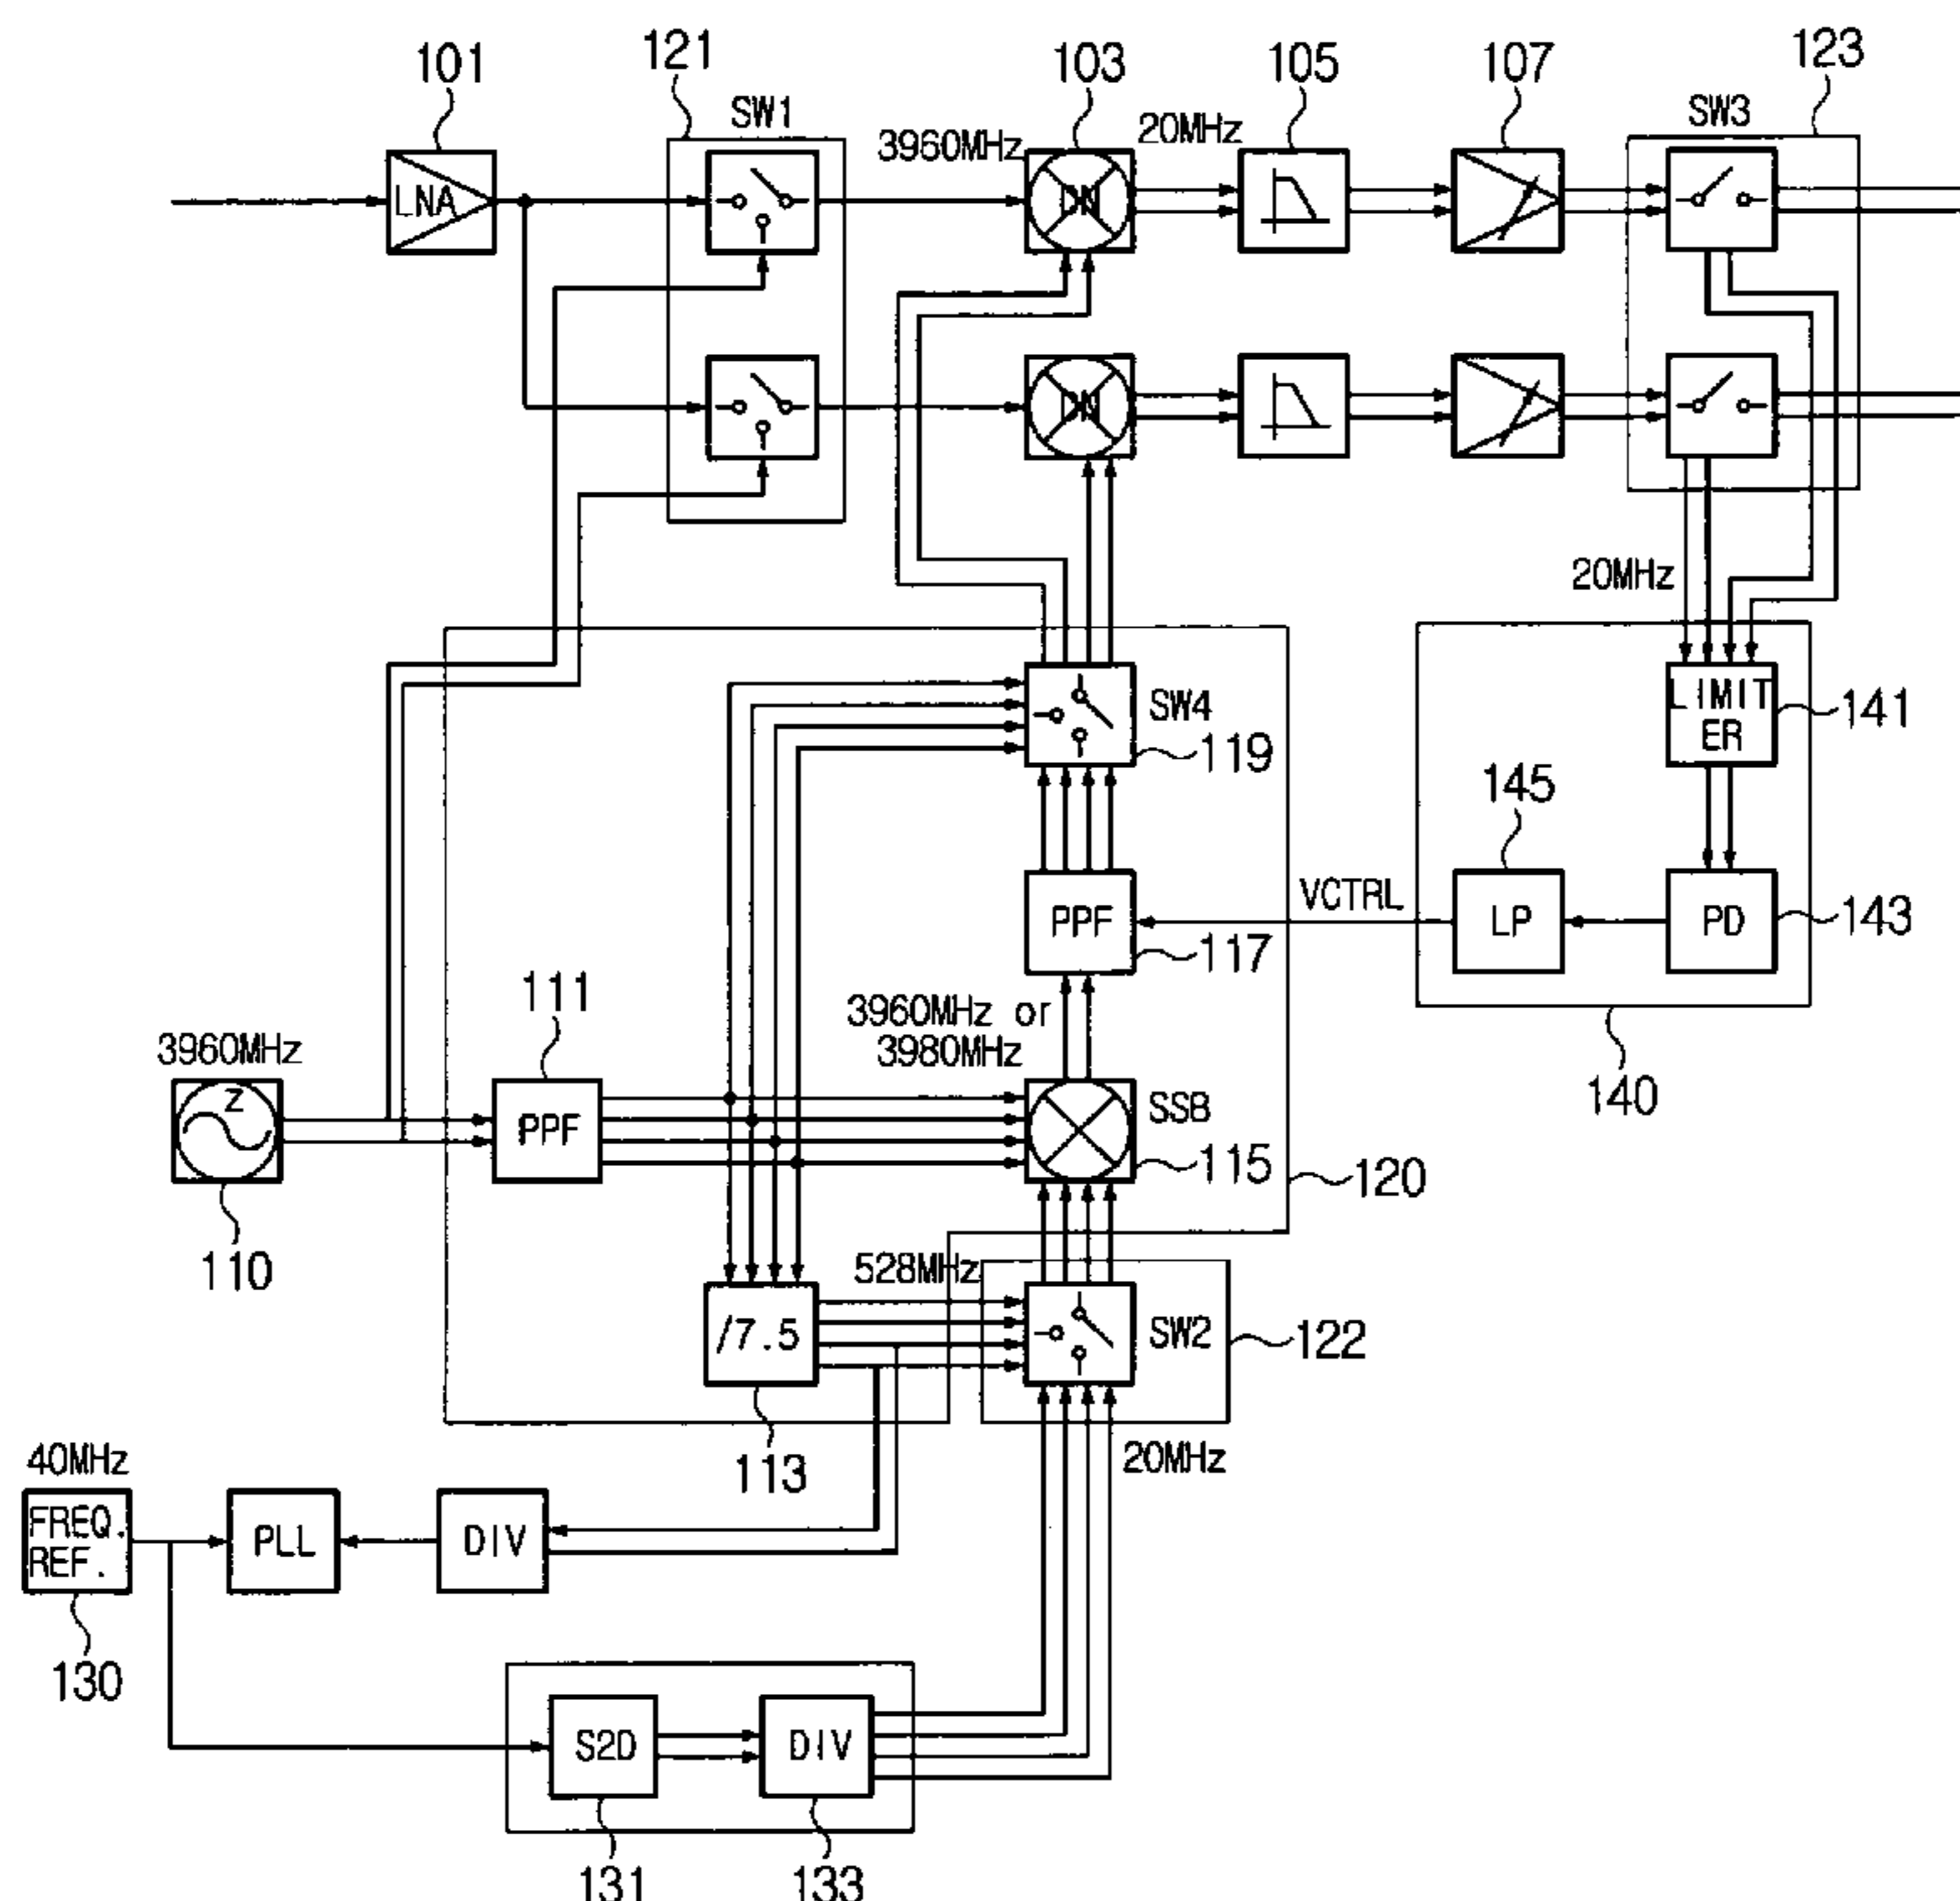 101
121
SW1
103
105
107
123
SW3
3960MHz
20MHz
LNA
DN
DN
20MHz
SW4
119
LIMIT
ER
141
145
PPF
117
VCTRL
LP
PD
143
140
3960MHz or
3980MHz
111
3960MHz
Z
PPF
SSB
115
120
110
528MHz
/7.5
SW2
122
113
20MHz
40MHz
FREQ.
REF.
PLL
DIV
130
S2D
DIV
131
133